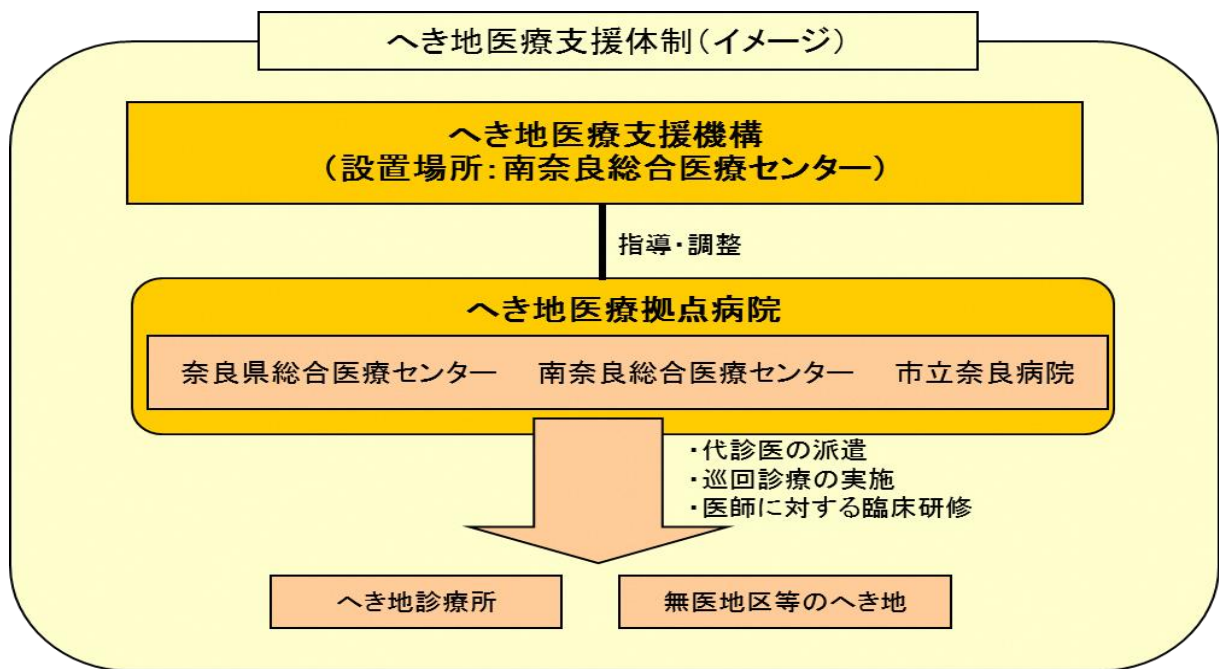 へき地医療支援体制(イメージ)
へき地医療支援機構
(設置場所:南奈良総合医療センター)
指導・調整
へき地医療拠点病院
奈良県総合医療センター　南奈良総合医療センター　市立奈良病院
・代診医の派遣
・巡回診療の実施
・医師に対する臨床研修
へき地診療所　無医地区等のへき地